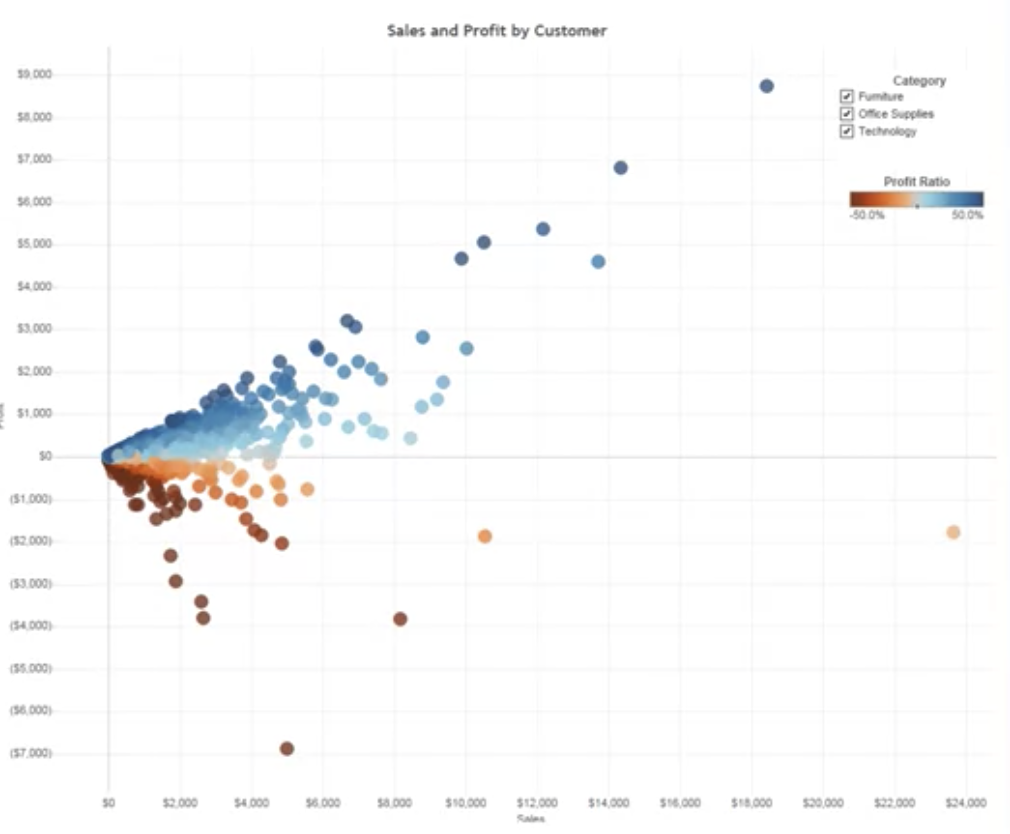 Sales and Profit by Customer
Category
✔ Furniture
✔ Office Supplies
✔ Technology
Profit Ratio
-50.0% 50.0%
$9,000
$8,000
$7,000
$6,000
$5,000
$4,000
$3,000
$2,000
$1,000
$0
($1,000)
($2,000)
($3,000)
($4,000)
($5,000)
($6,000)
($7,000)
$0 $2,000 $4,000 $6,000 $8,000 $10,000 $12,000 $14,000 $16,000 $18,000 $20,000 $22,000 $24,000
Sales